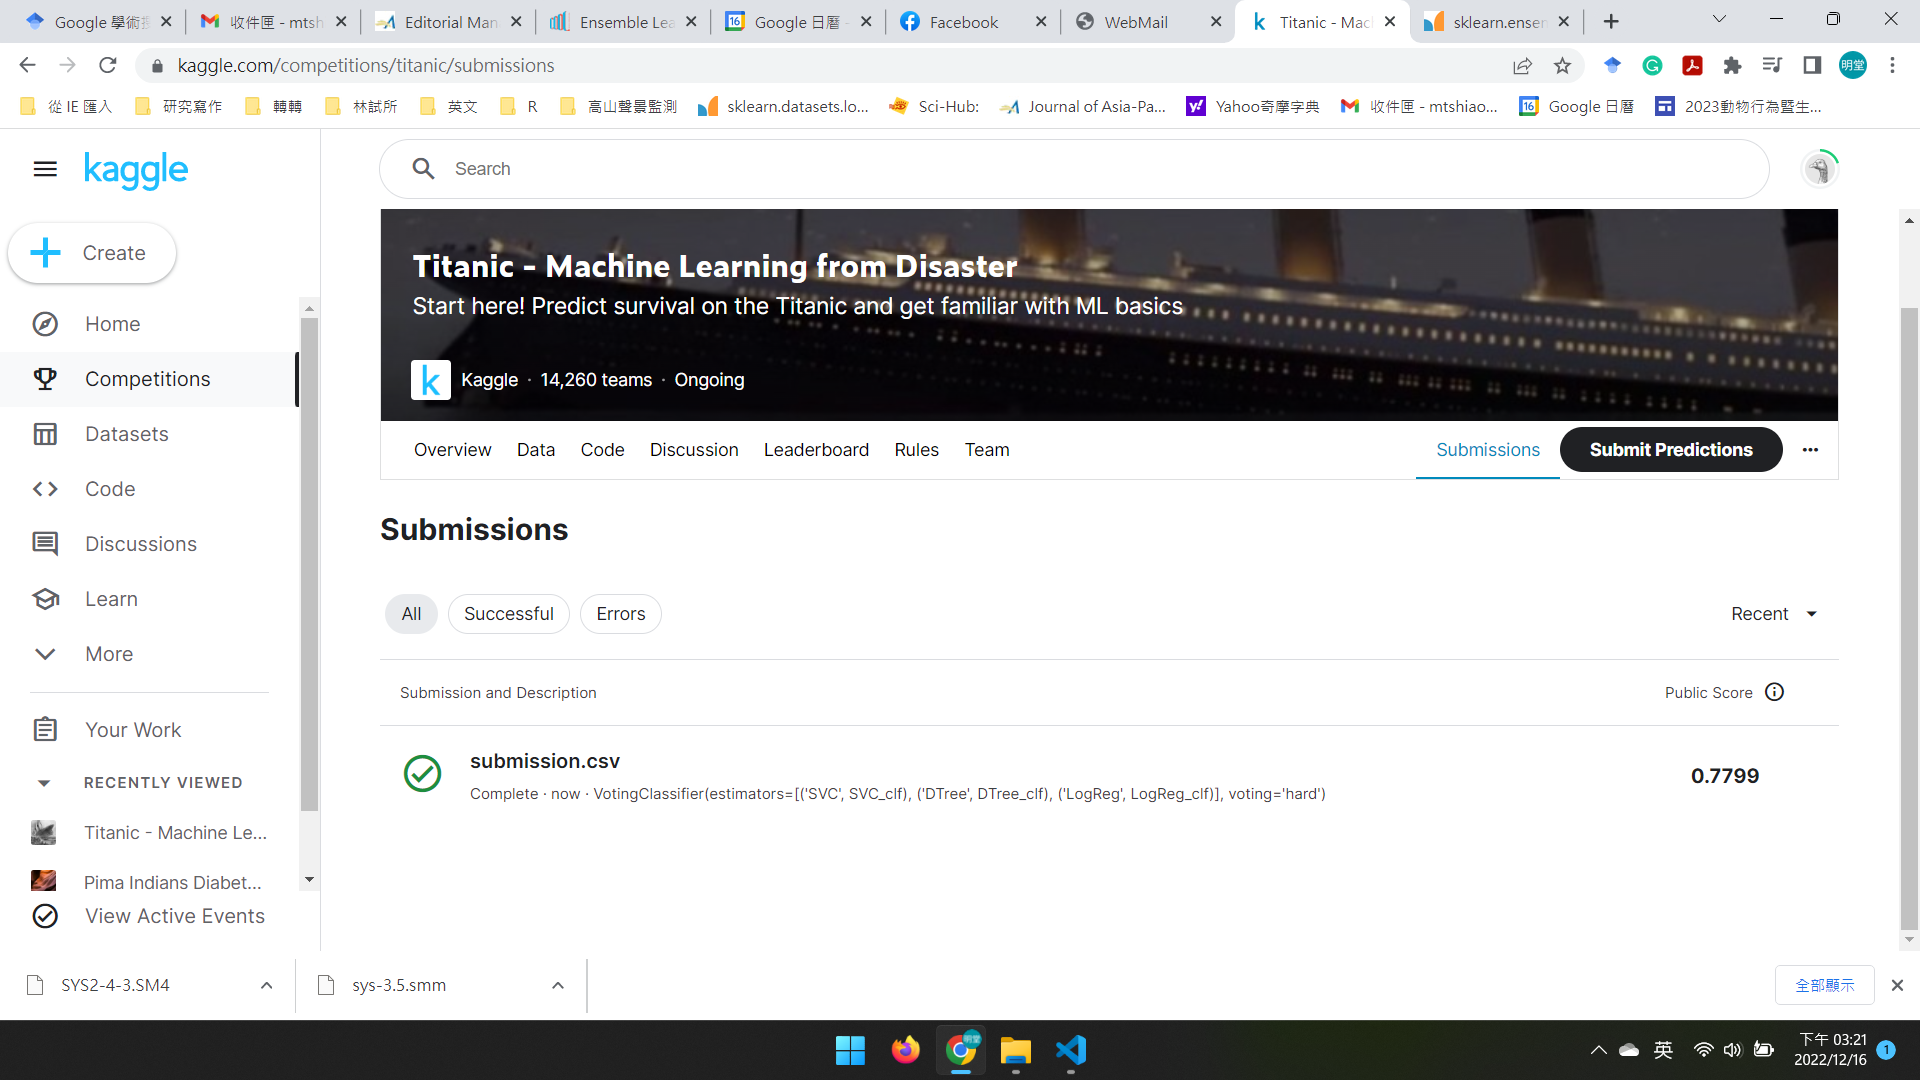 Google 學術搜
收件匣 - mtsh
Editorial Man
Ensemble Lea
Google 日曆 -
Facebook
WebMail
Titanic - Mach
sklearn.ensem
kaggle.com/competitions/titanic/submissions
明堂
從 IE 匯入
研究寫作
轉轉
林試所
英文
R
高山聲景監測
sklearn.datasets.lo...
Sci-Hub:
Journal of Asia-Pa...
Yahoo奇摩字典
收件匣 - mtshiao...
Google 日曆
2023動物行為暨生...
kaggle
Search
Create
Home
Competitions
Datasets
Code
Discussions
Learn
More
Your Work
RECENTLY VIEWED
Titanic - Machine Le...
Pima Indians Diabet...
View Active Events
Titanic - Machine Learning from Disaster
Start here! Predict survival on the Titanic and get familiar with ML basics
k
Kaggle · 14,260 teams · Ongoing
Overview
Data
Code
Discussion
Leaderboard
Rules
Team
Submissions
Submit Predictions
Submissions
All
Successful
Errors
Recent
Submission and Description
Public Score
submission.csv
0.7799
Complete · now · VotingClassifier(estimators=[('SVC', SVC_clf), ('DTree', DTree_clf), ('LogReg', LogReg_clf)], voting='hard')
SYS2-4-3.SM4
sys-3.5.smm
全部顯示
英
下午 03:21
2022/12/16
1